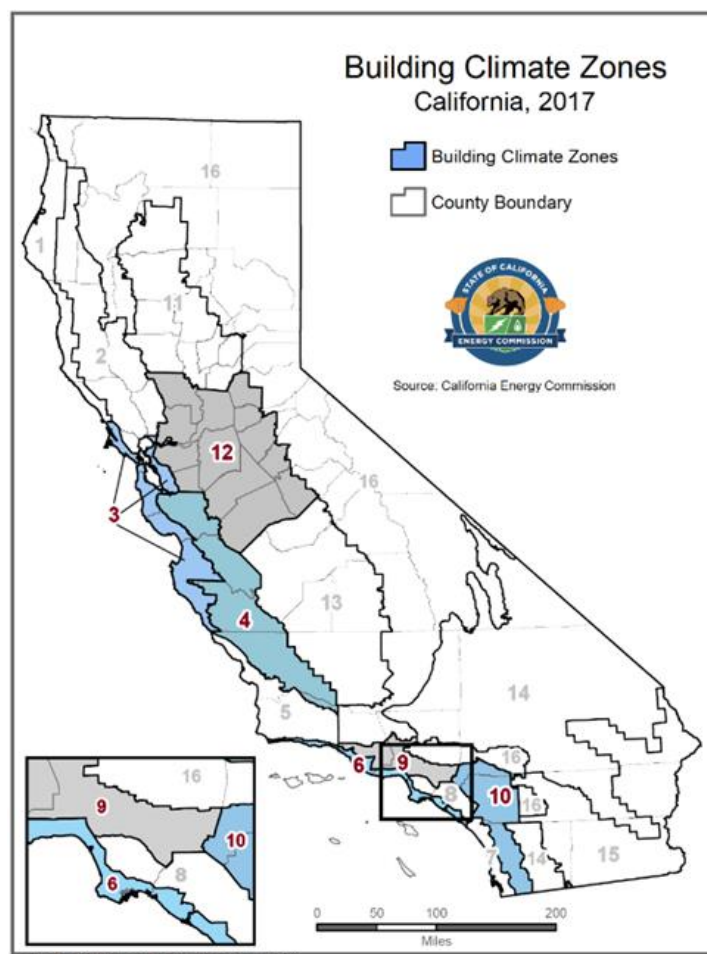 Building Climate Zones
California, 2017
Building Climate Zones
County Boundary
STATE OF CALIFORNIA
ENERGY COMMISSION
Source: California Energy Commission
16
1
11
2
12
16
3
13
4
14
5
16
6
9
8
10
16
7
14
15
16
9
10
8
6
0 50 100 200
Miles